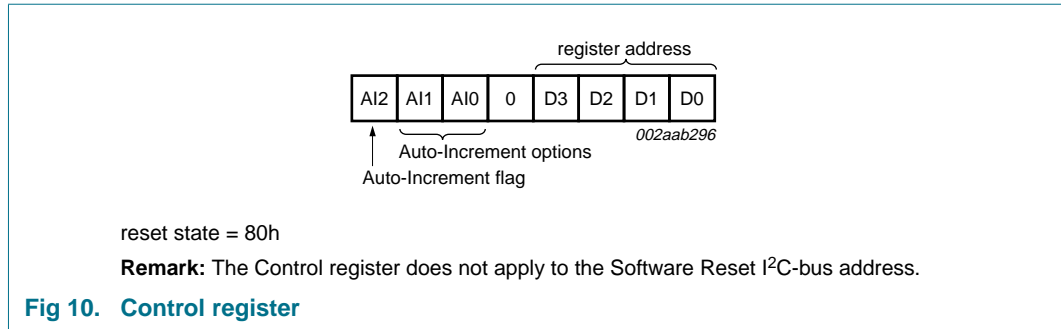 register address
AI2 AI1 AI0 0 D3 D2 D1 D0
002aab296
Auto-Increment options
Auto-Increment flag
reset state = 80h
Remark: The Control register does not apply to the Software Reset I²C-bus address.
Fig 10. Control register